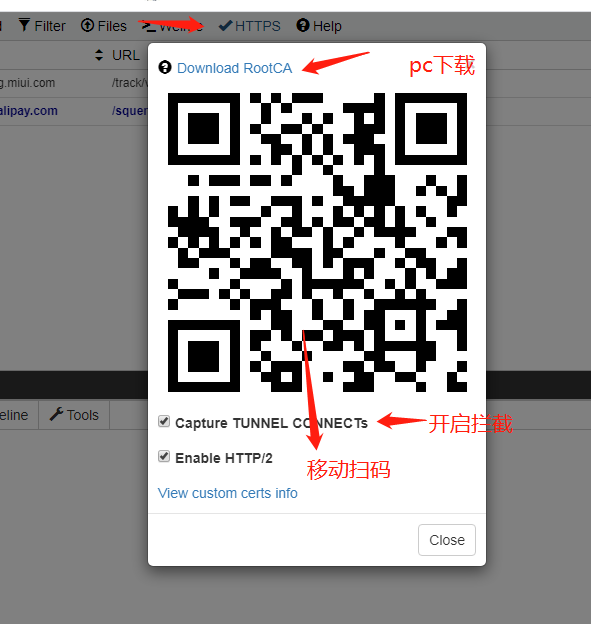 Filter Files Weinre HTTPS Help
URL
g.miui.com /track/v
alipay.com /squer
Download RootCA
pc下载
Capture TUNNEL CONNECTs
开启拦截
Enable HTTP/2
移动扫码
View custom certs info
Close
eline Tools